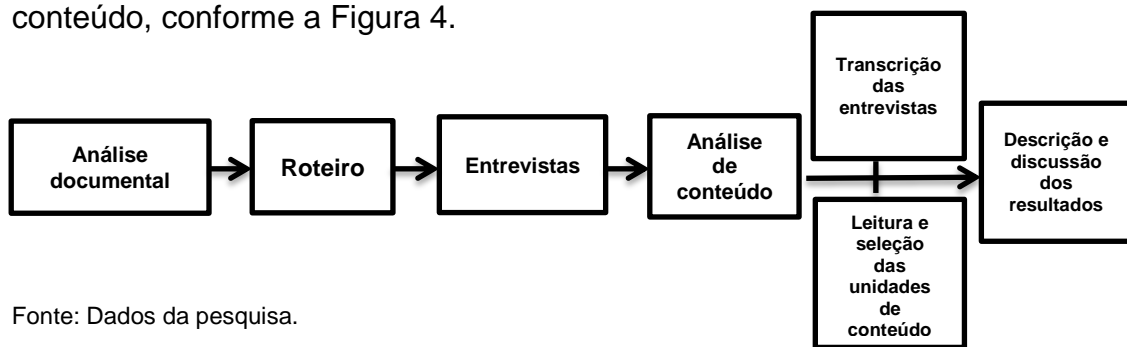 conteúdo, conforme a Figura 4.
Análise
documental
Roteiro
Entrevistas
Análise
de
conteúdo
Transcrição
das
entrevistas
Leitura e
seleção
das
unidades
de
conteúdo
Descrição e
discussão
dos
resultados
Fonte: Dados da pesquisa.